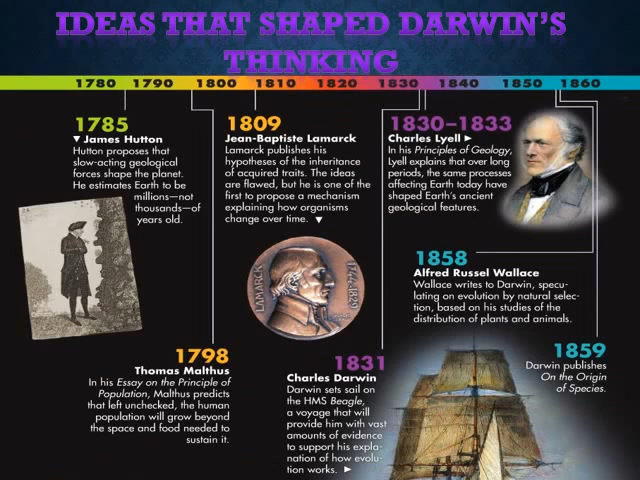 IDEAS THAT SHAPED DARWIN'S
THINKING
1780 1790 1800 1810 1820 1830 1840 1850 1860
1785
▼ James Hutton
Hutton proposes that
slow-acting geological
forces shape the planet.
He estimates Earth to be
millions—not
thousands—of
years old.
1809
Jean-Baptiste Lamarck
Lamarck publishes his
hypotheses of the inheritance
of acquired traits. The ideas
are flawed, but he is one of the
first to propose a mechanism
explaining how organisms
change over time. ▼
1830–1833
Charles Lyell ►
In his Principles of Geology,
Lyell explains that over long
periods, the same processes
affecting Earth today have
shaped Earth's ancient
geological features.
LAMARCK
1744-1829
1858
Alfred Russel Wallace
Wallace writes to Darwin, specu-
lating on evolution by natural selec-
tion, based on his studies of the
distribution of plants and animals.
1798
Thomas Malthus
In his Essay on the Principle of
Population, Malthus predicts
that left unchecked, the human
population will grow beyond
the space and food needed to
sustain it.
1831
Charles Darwin
Darwin sets sail on
the HMS Beagle,
a voyage that will
provide him with vast
amounts of evidence
to support his expla-
nation of how evolu-
tion works. ►
1859
Darwin publishes
On the Origin
of Species.